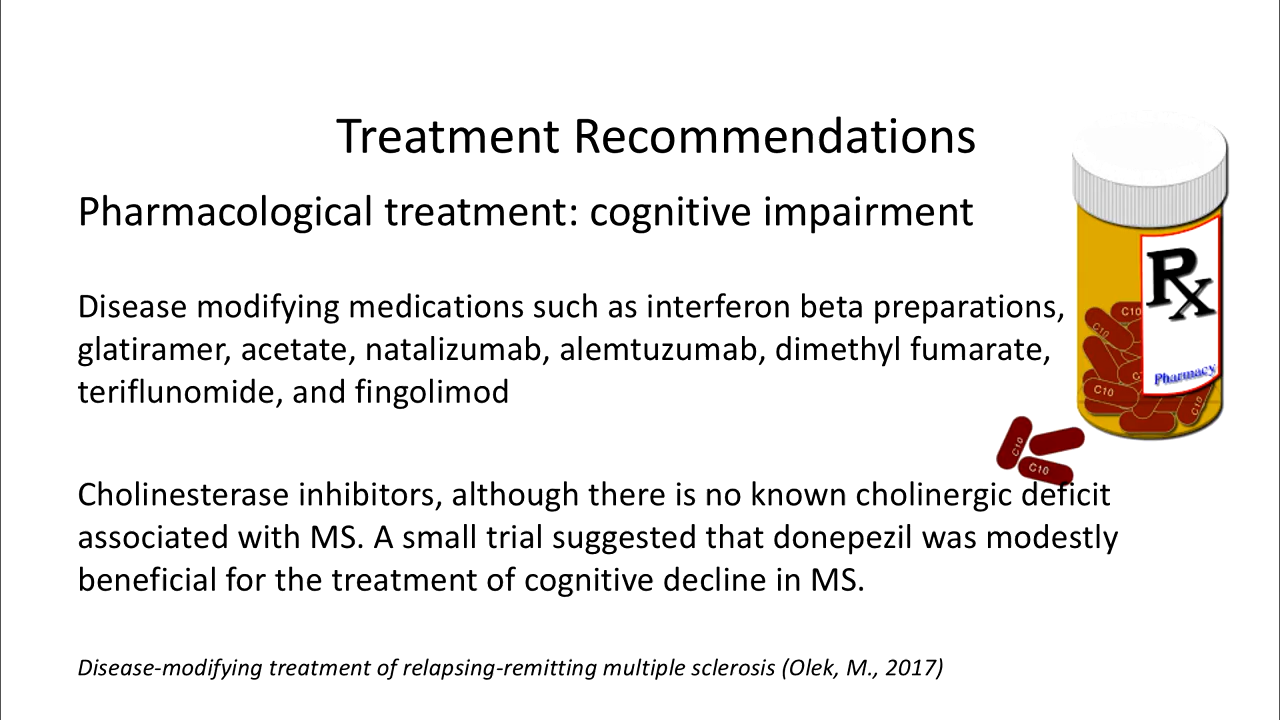 Treatment Recommendations
Pharmacological treatment: cognitive impairment
Disease modifying medications such as interferon beta preparations,
glatiramer, acetate, natalizumab, alemtuzumab, dimethyl fumarate,
teriflunomide, and fingolimod
Cholinesterase inhibitors, although there is no known cholinergic deficit
associated with MS. A small trial suggested that donepezil was modestly
beneficial for the treatment of cognitive decline in MS.
Disease-modifying treatment of relapsing-remitting multiple sclerosis (Olek, M., 2017)
Rx
Pharmacy
C10
C10
C10
C10
C10
C10